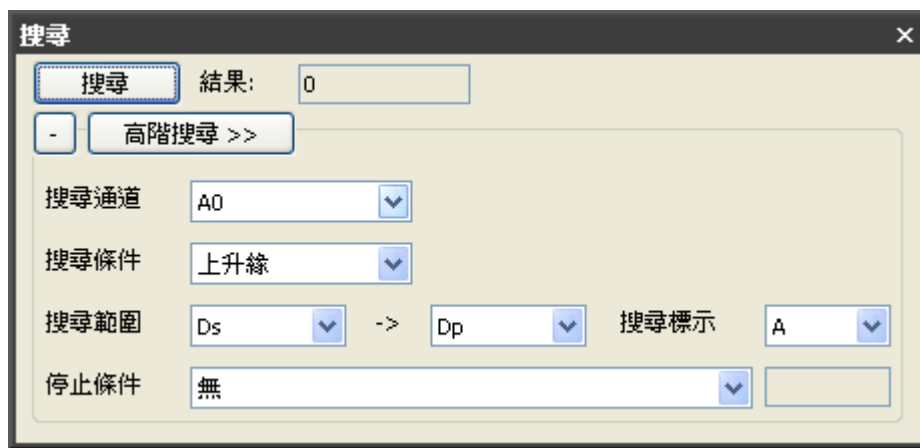 搜尋
搜尋 結果: 0
- 高階搜尋 >>
搜尋通道 A0
搜尋條件 上升緣
搜尋範圍 Ds -> Dp 搜尋標示 A
停止條件 無